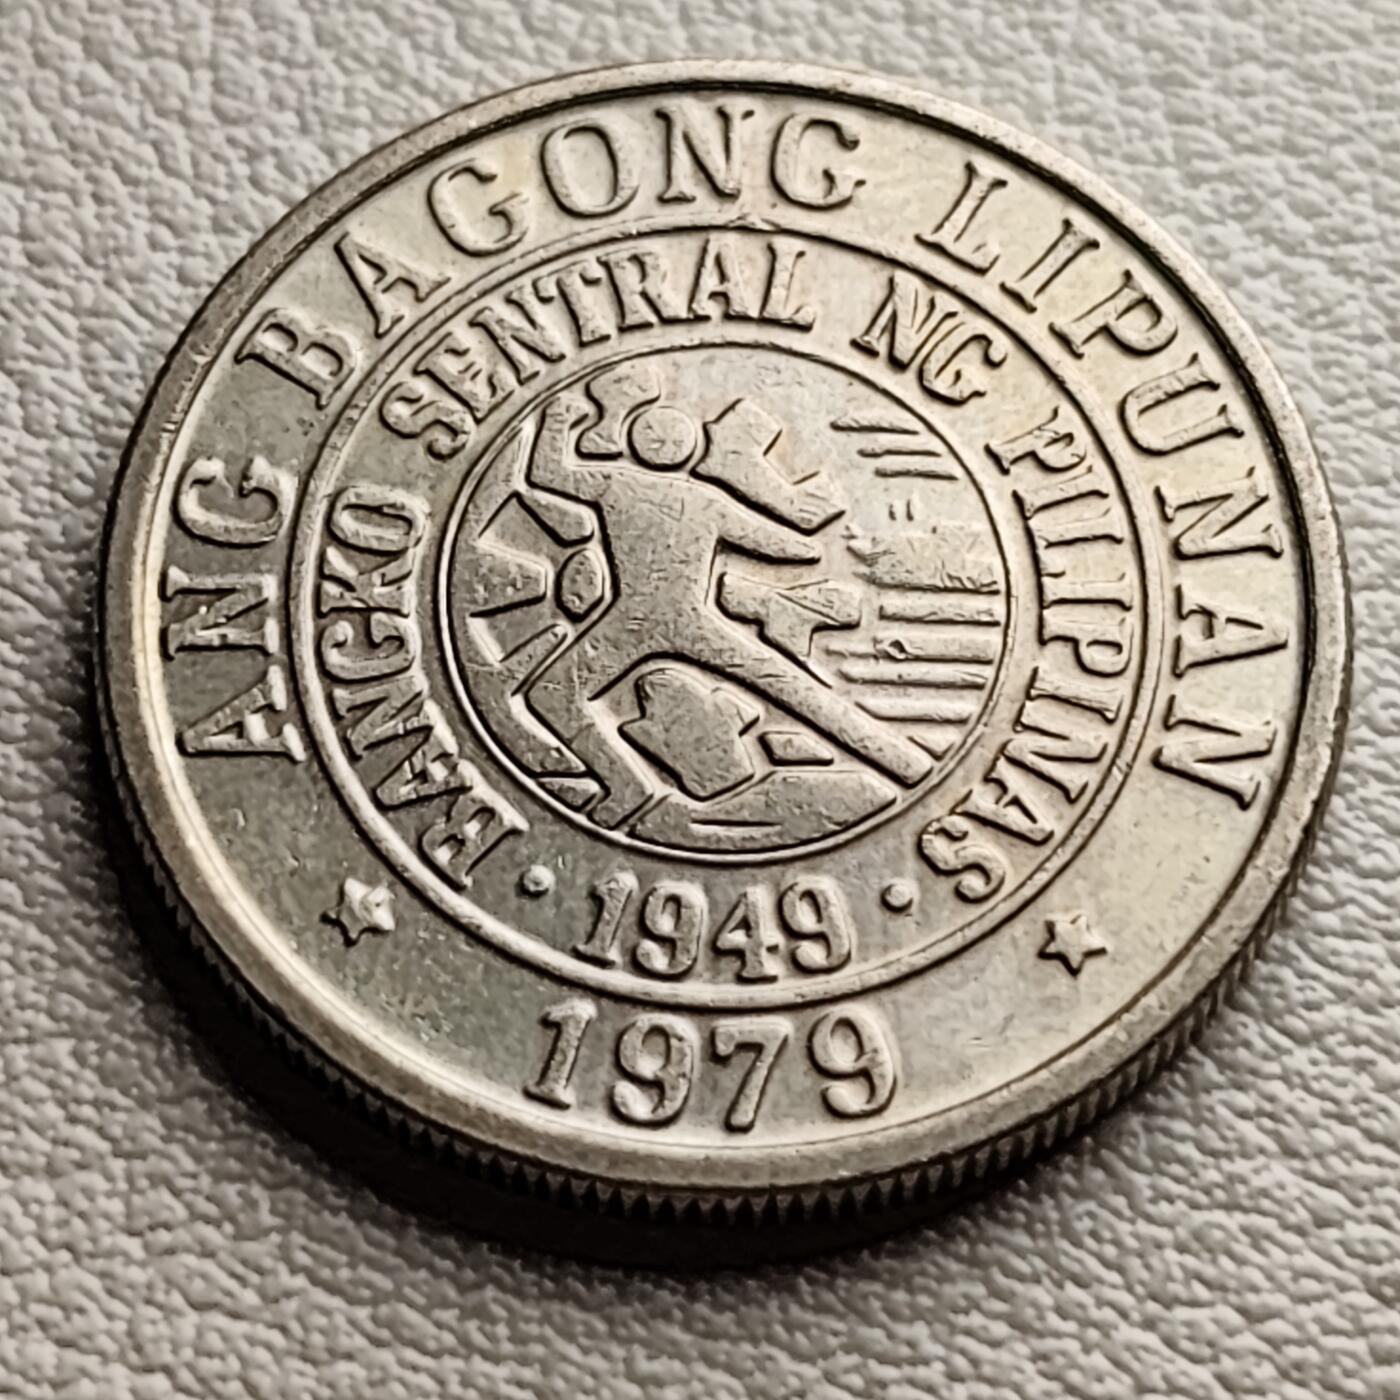 ANG BAGONG LIPUNAN
BANGKO SENTRAL NG PILIPINAS
· 1949 ·
1979